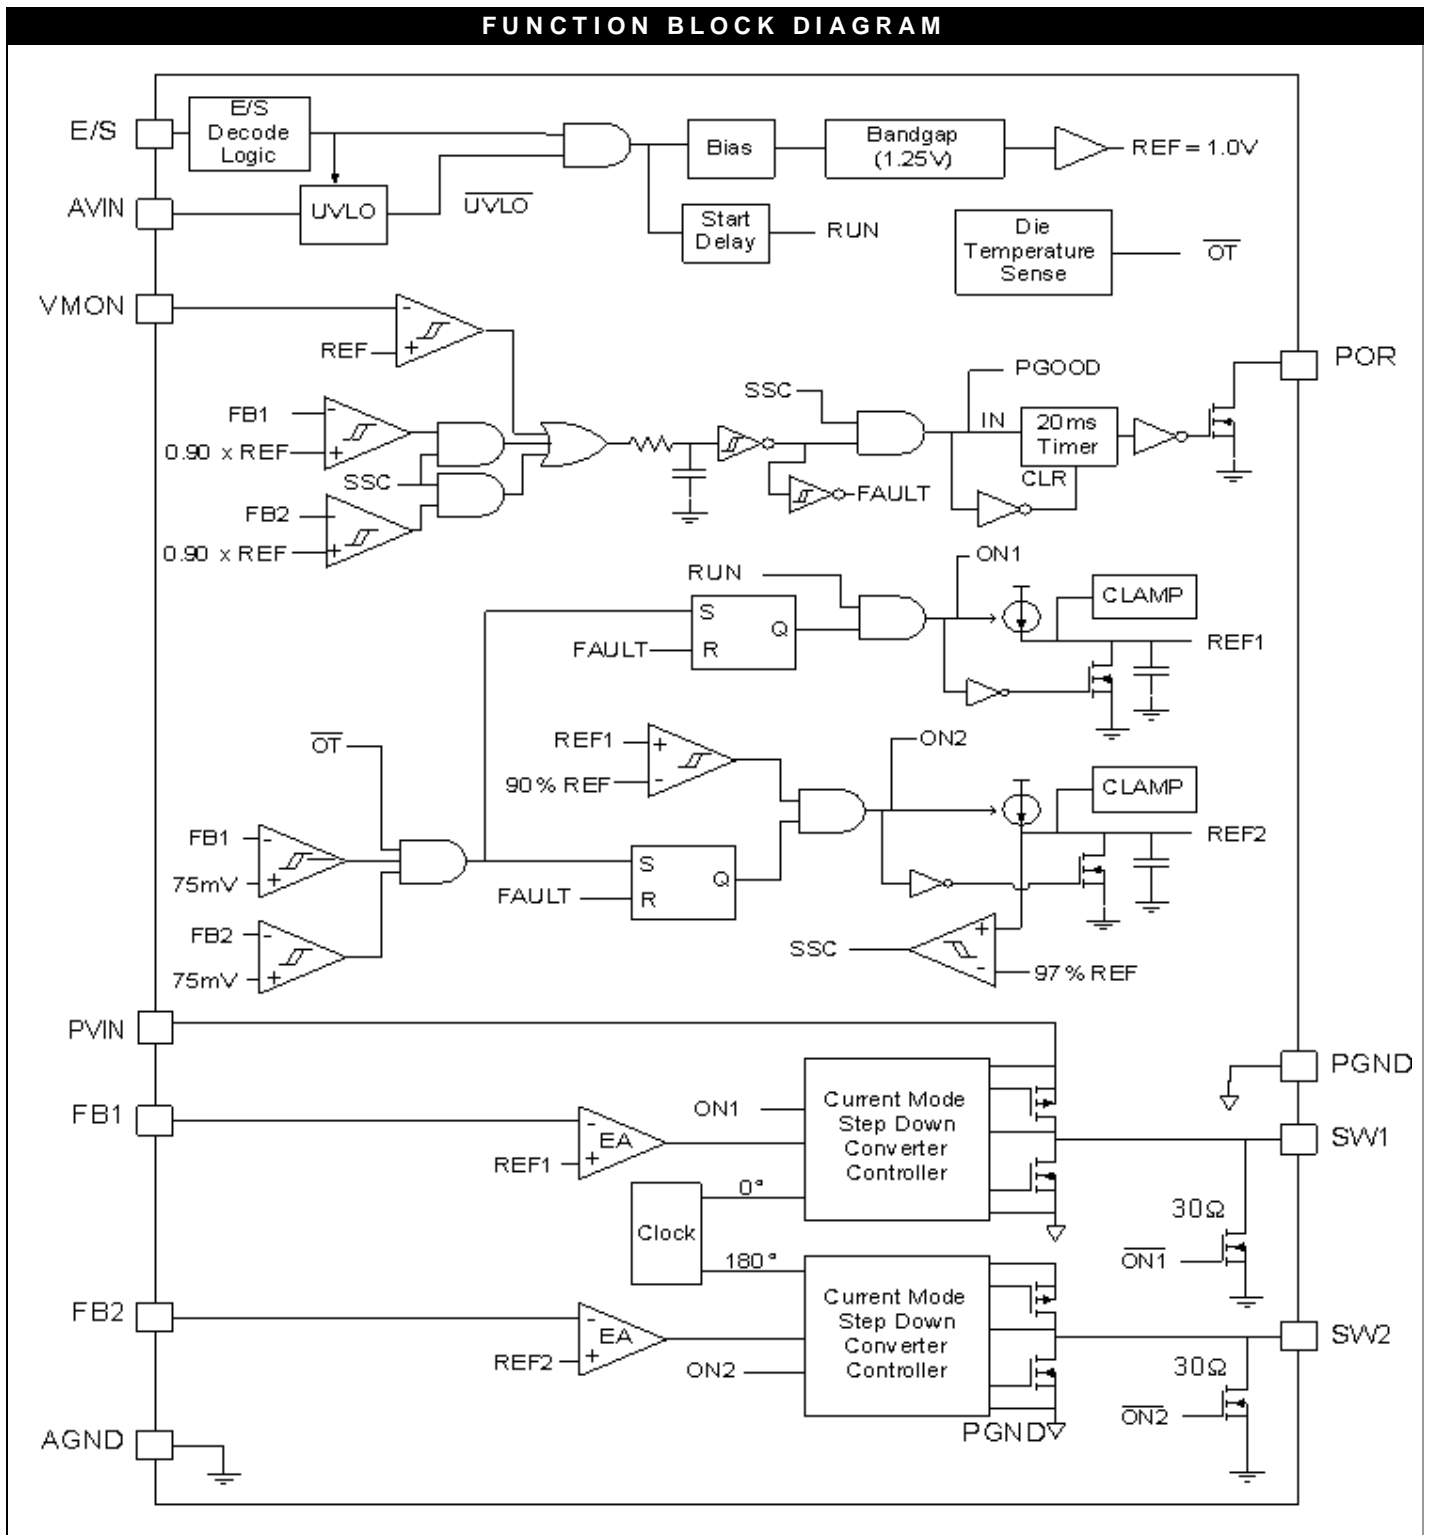 FUNCTION BLOCK DIAGRAM
E/S
E/S
Decode
Logic
Bias
Bandgap
(1.25V)
REF = 1.0V
AVIN
UVLO
UVLO
Start
Delay
RUN
Die
Temperature
Sense
OT
VMON
-
+
REF
POR
PGOOD
SSC
FB1
-
0.90 x REF
+
IN
20ms
Timer
CLR
SSC
FAULT
FB2
-
0.90 x REF
+
ON1
RUN
CLAMP
S
Q
R
FAULT
REF1
OT
REF1
+
90% REF
-
ON2
CLAMP
FB1
-
75mV
+
S
Q
R
FAULT
REF2
FB2
-
75mV
+
SSC
+
-
97% REF
PVIN
PGND
FB1
ON1
Current Mode
Step Down
Converter
Controller
-
EA
+
REF1
SW1
0°
Clock
30Ω
ON1
180°
FB2
Current Mode
Step Down
Converter
Controller
-
EA
+
REF2
ON2
SW2
30Ω
ON2
PGND
AGND